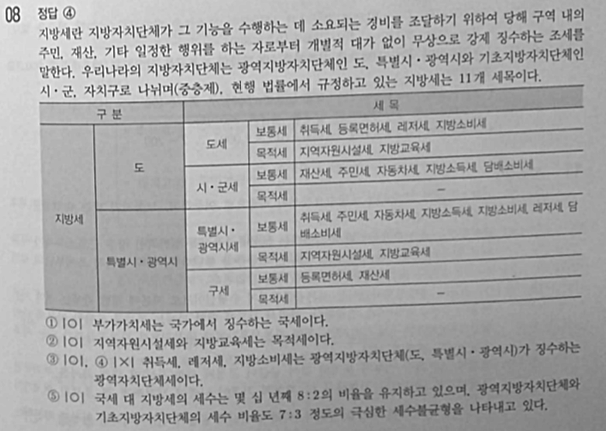 08 정답 ④
지방세란 지방자치단체가 그 기능을 수행하는 데 소요되는 경비를 조달하기 위하여 당해 구역 내의
주민, 재산, 기타 일정한 행위를 하는 자로부터 개별적 대가 없이 무상으로 강제 징수하는 조세를
말한다. 우리나라의 지방자치단체는 광역지방자치단체인 도, 특별시·광역시와 기초지방자치단체인
시·군, 자치구로 나뉘며(중층제), 현행 법률에서 규정하고 있는 지방세는 11개 세목이다.
구 분 세 목
지방세 도 도세 보통세 취득세, 등록면허세, 레저세, 지방소비세
목적세 지역자원시설세, 지방교육세
시·군세 보통세 재산세, 주민세, 자동차세, 지방소득세, 담배소비세
목적세 –
특별시·광역시 특별시·광역시세 보통세 취득세, 주민세, 자동차세, 지방소득세, 지방소비세, 레저세, 담
배소비세
목적세 지역자원시설세, 지방교육세
구세 보통세 등록면허세, 재산세
목적세 –
① |O| 부가가치세는 국가에서 징수하는 국세이다.
② |O| 지역자원시설세와 지방교육세는 목적세이다.
③ |O|, ④ |X| 취득세, 레저세, 지방소비세는 광역지방자치단체(도, 특별시·광역시)가 징수하는
광역자치단체세이다.
⑤ |O| 국세 대 지방세의 세수는 몇 십 년째 8:2의 비율을 유지하고 있으며, 광역지방자치단체와
기초지방자치단체의 세수 비율도 7:3 정도의 극심한 세수불균형을 나타내고 있다.